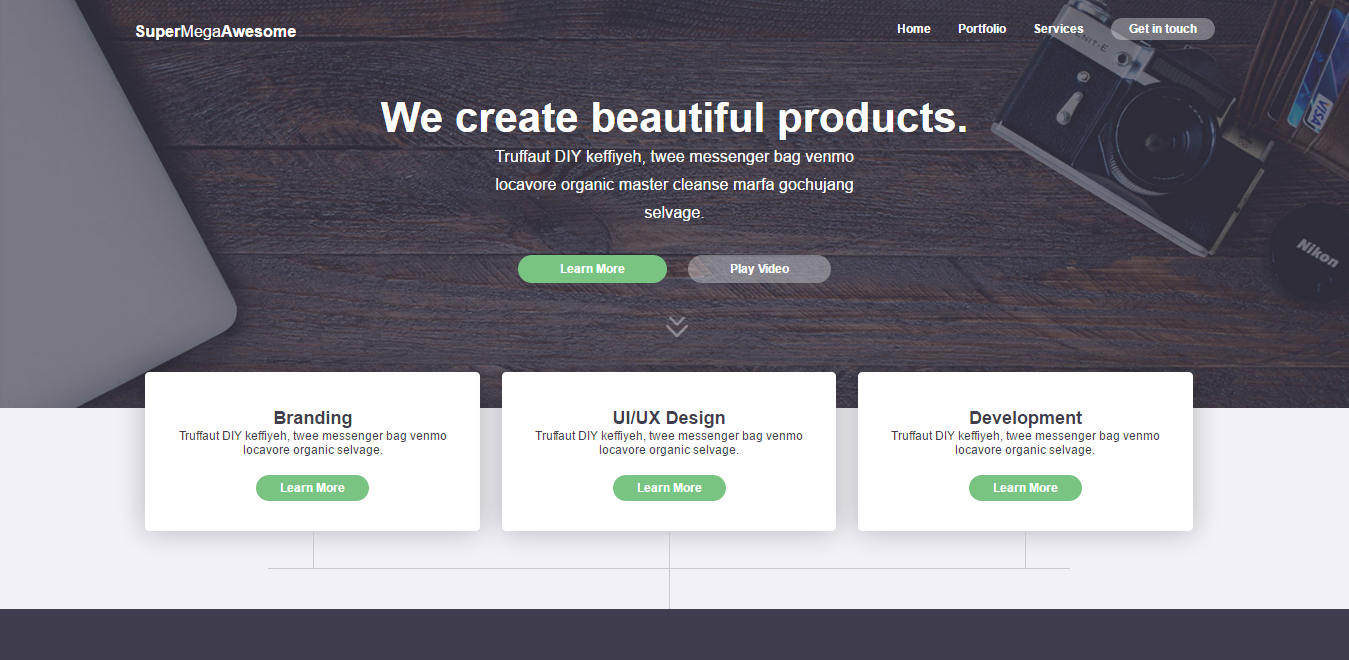 SuperMegaAwesome
Home
Portfolio
Services
Get in touch
ENIT-E
VISA
We create beautiful products.
Truffaut DIY keffiyeh, twee messenger bag venmo
locavore organic master cleanse marfa gochujang
selvage.
Nikon
Learn More
Play Video
Branding
Truffaut DIY keffiyeh, twee messenger bag venmo
locavore organic selvage.
Learn More
UI/UX Design
Truffaut DIY keffiyeh, twee messenger bag venmo
locavore organic selvage.
Learn More
Development
Truffaut DIY keffiyeh, twee messenger bag venmo
locavore organic selvage.
Learn More